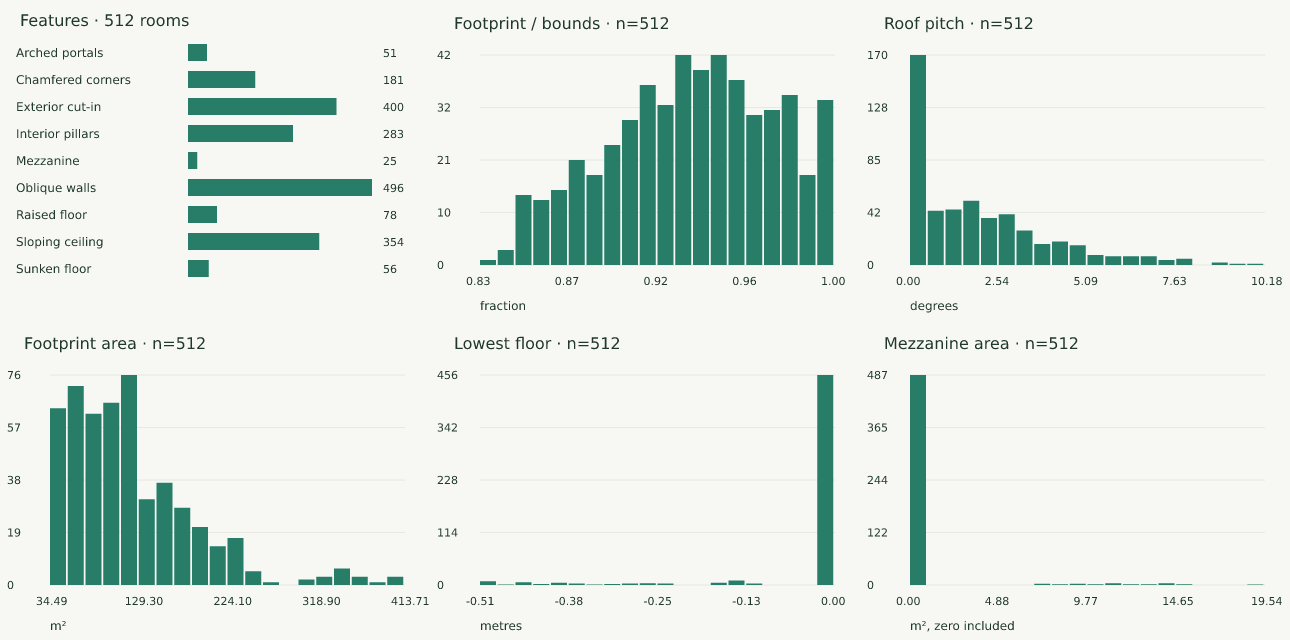 Features · 512 rooms
Arched portals 51
Chamfered corners 181
Exterior cut-in 400
Interior pillars 283
Mezzanine 25
Oblique walls 496
Raised floor 78
Sloping ceiling 354
Sunken floor 56
Footprint / bounds · n=512
42
32
21
10
0
0.83 0.87 0.92 0.96 1.00
fraction
Roof pitch · n=512
170
128
85
42
0
0.00 2.54 5.09 7.63 10.18
degrees
Footprint area · n=512
76
57
38
19
0
34.49 129.30 224.10 318.90 413.71
m²
Lowest floor · n=512
456
342
228
114
0
-0.51 -0.38 -0.25 -0.13 0.00
metres
Mezzanine area · n=512
487
365
244
122
0
0.00 4.88 9.77 14.65 19.54
m², zero included